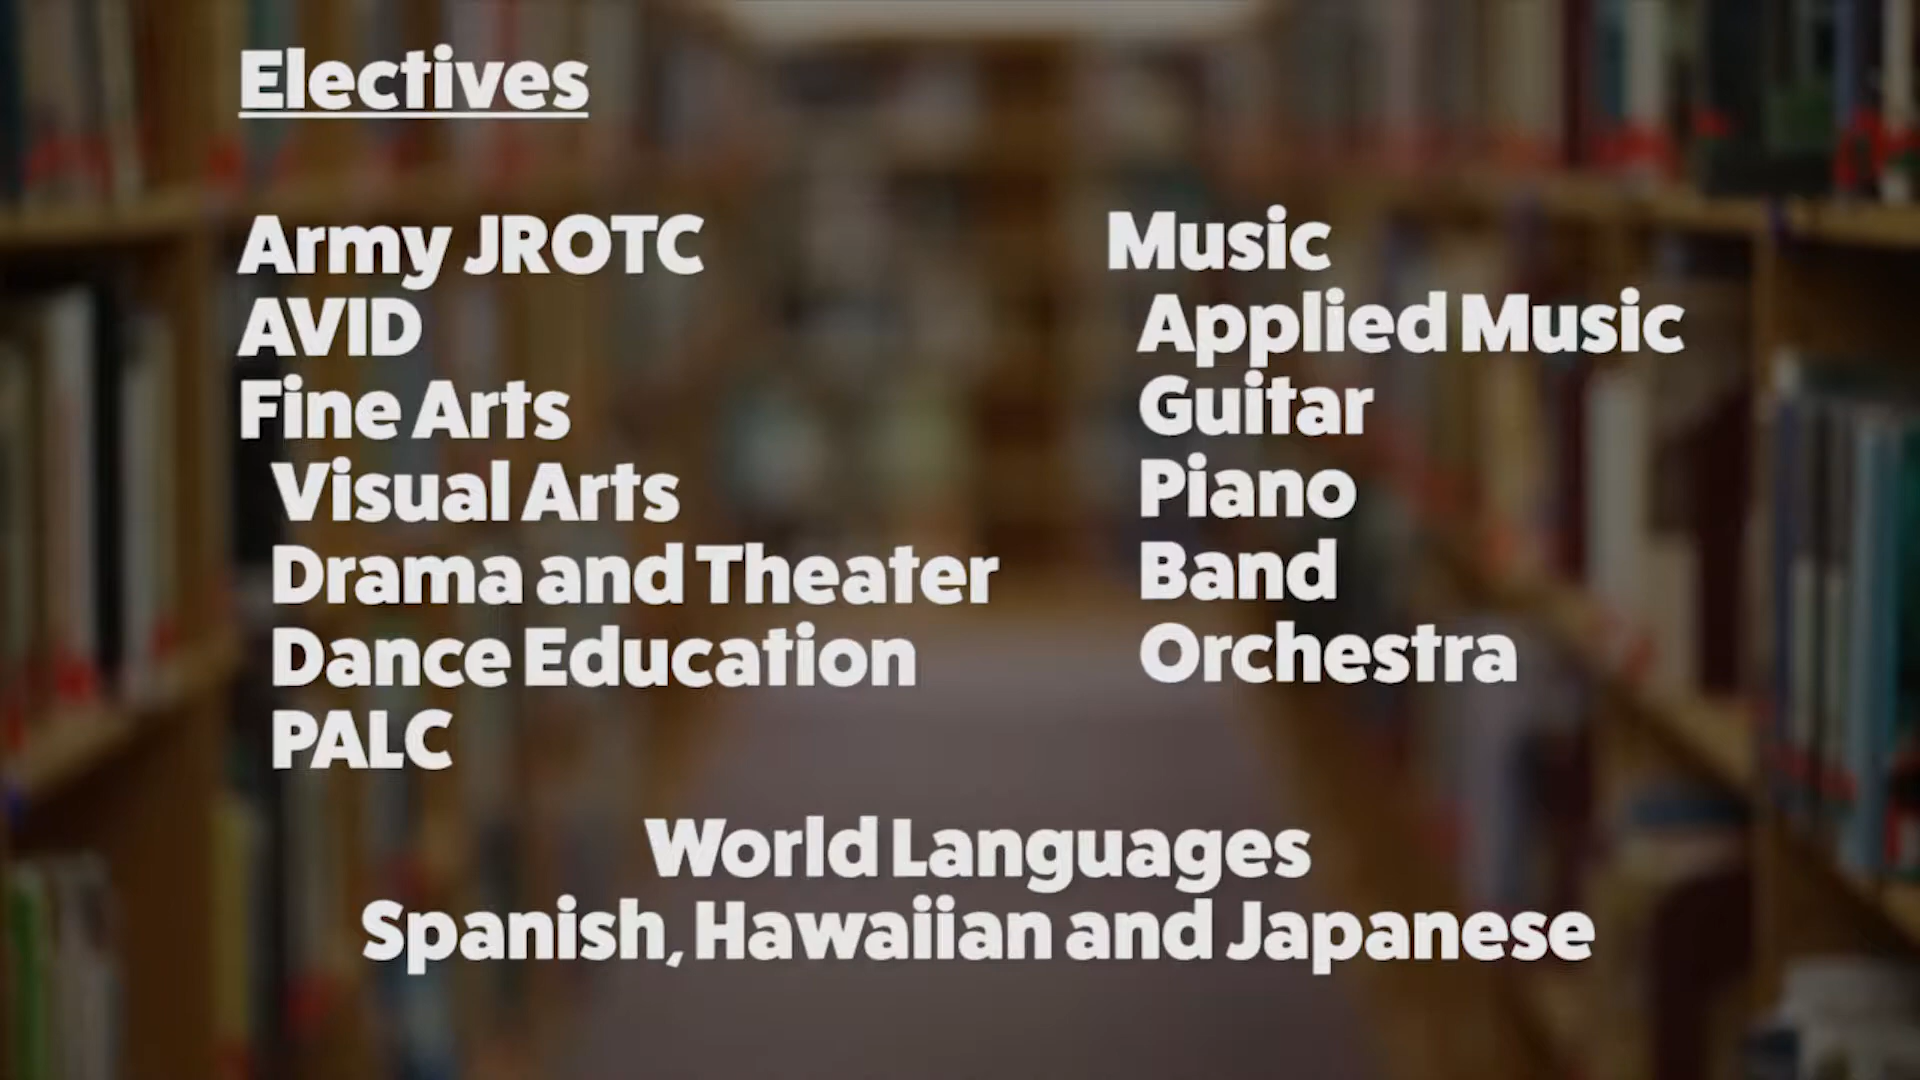 Electives
Army JROTC
AVID
Fine Arts
Visual Arts
Drama and Theater
Dance Education
PALC
Music
Applied Music
Guitar
Piano
Band
Orchestra
World Languages
Spanish, Hawaiian and Japanese